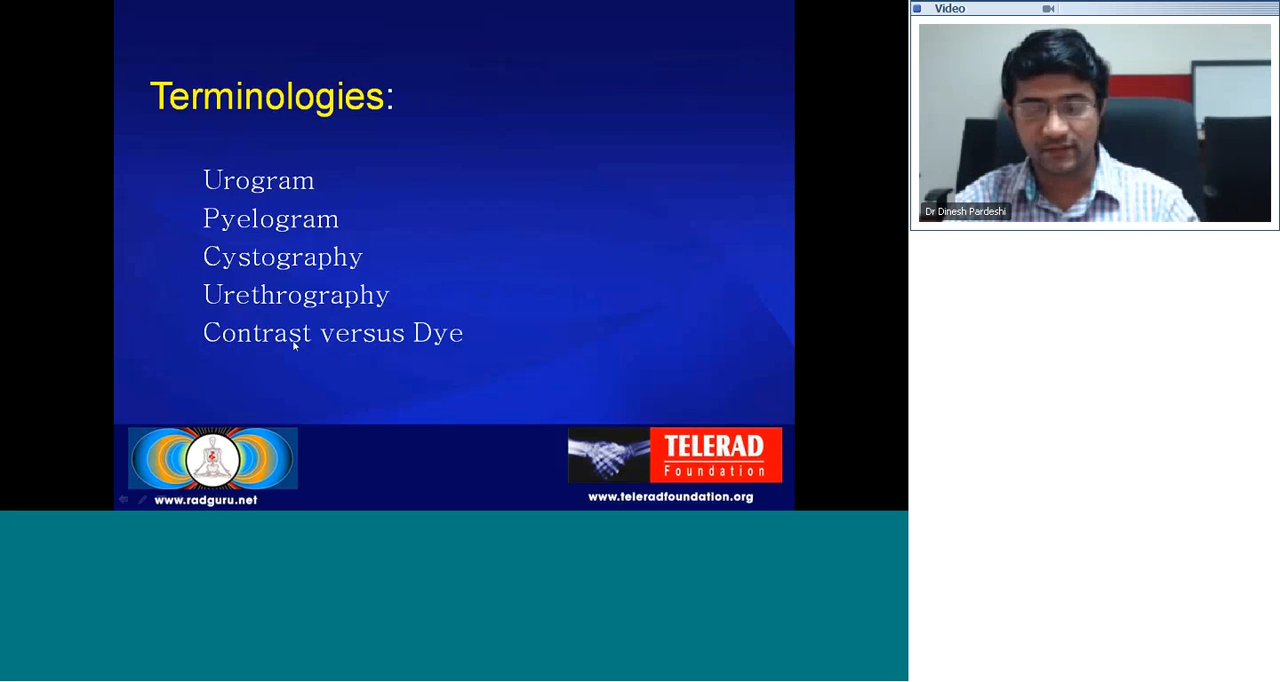 Terminologies:
Urogram
Pyelogram
Cystography
Urethrography
Contrast versus Dye
www.radguru.net
TELERAD
Foundation
www.teleradfoundation.org
Video
Dr Dinesh Pardeshi